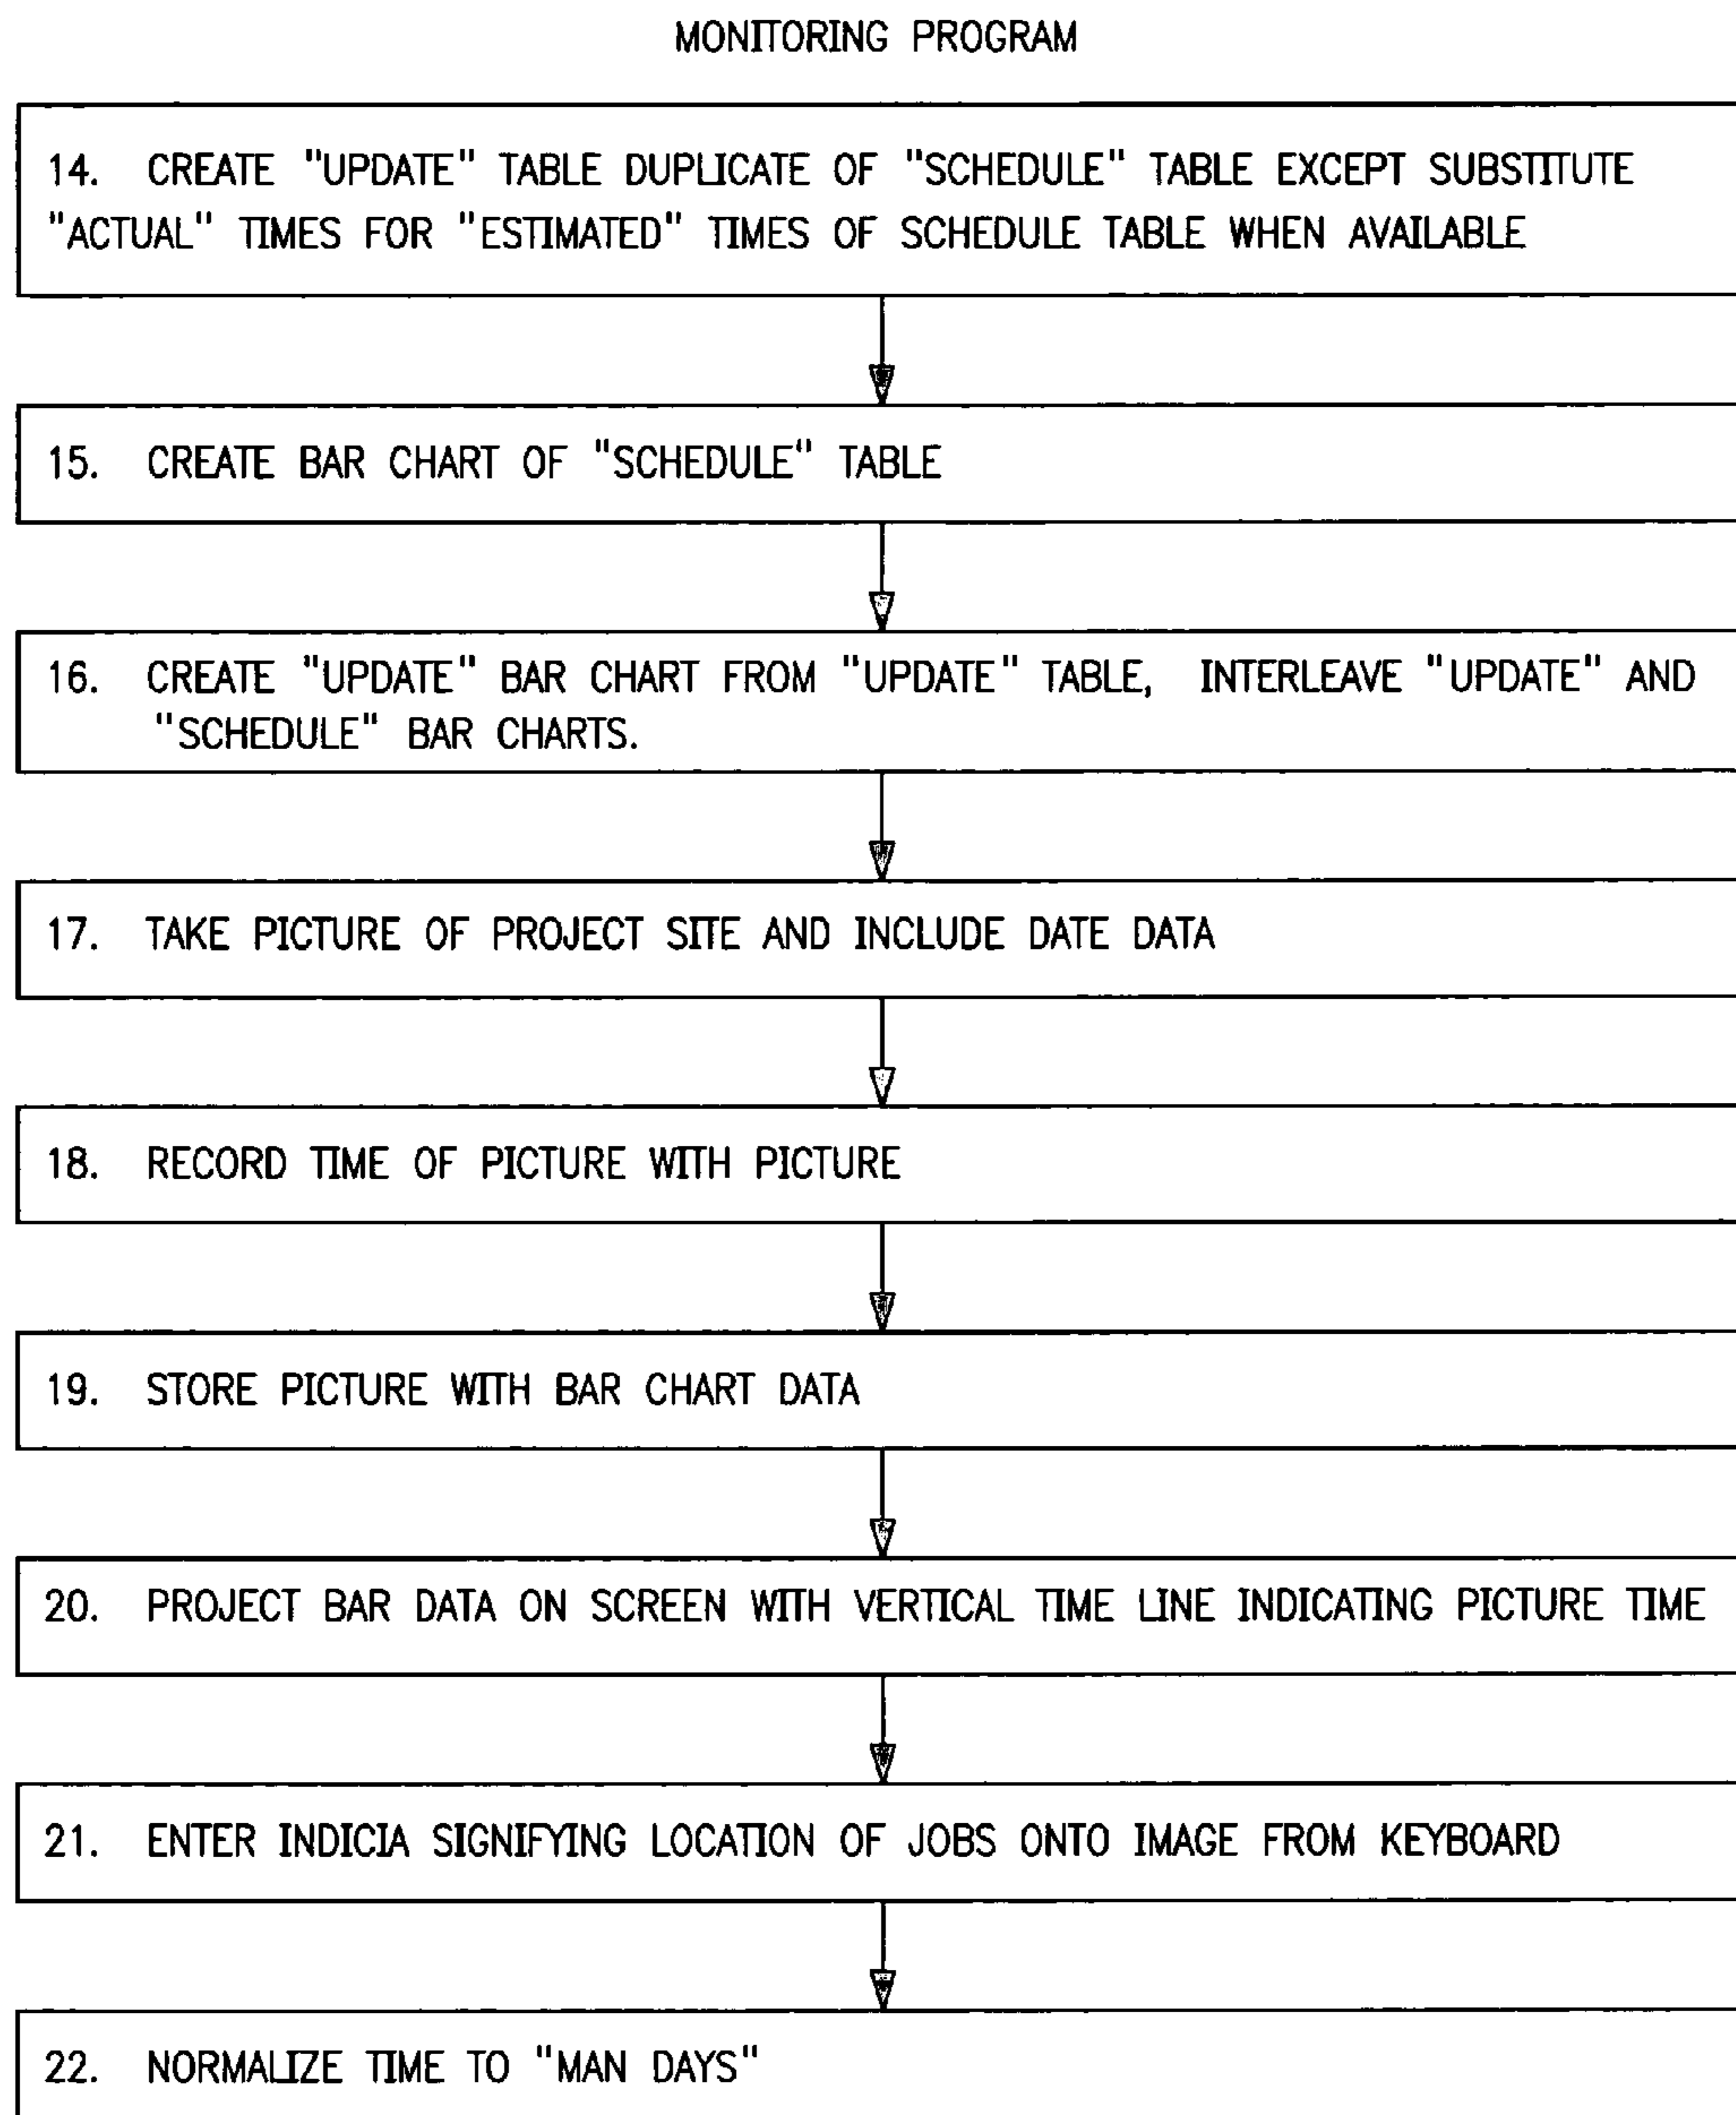 MONITORING PROGRAM
14. CREATE "UPDATE" TABLE DUPLICATE OF "SCHEDULE" TABLE EXCEPT SUBSTITUTE
"ACTUAL" TIMES FOR "ESTIMATED" TIMES OF SCHEDULE TABLE WHEN AVAILABLE
15. CREATE BAR CHART OF "SCHEDULE" TABLE
16. CREATE "UPDATE" BAR CHART FROM "UPDATE" TABLE, INTERLEAVE "UPDATE" AND
"SCHEDULE" BAR CHARTS.
17. TAKE PICTURE OF PROJECT SITE AND INCLUDE DATE DATA
18. RECORD TIME OF PICTURE WITH PICTURE
19. STORE PICTURE WITH BAR CHART DATA
20. PROJECT BAR DATA ON SCREEN WITH VERTICAL TIME LINE INDICATING PICTURE TIME
21. ENTER INDICIA SIGNIFYING LOCATION OF JOBS ONTO IMAGE FROM KEYBOARD
22. NORMALIZE TIME TO "MAN DAYS"